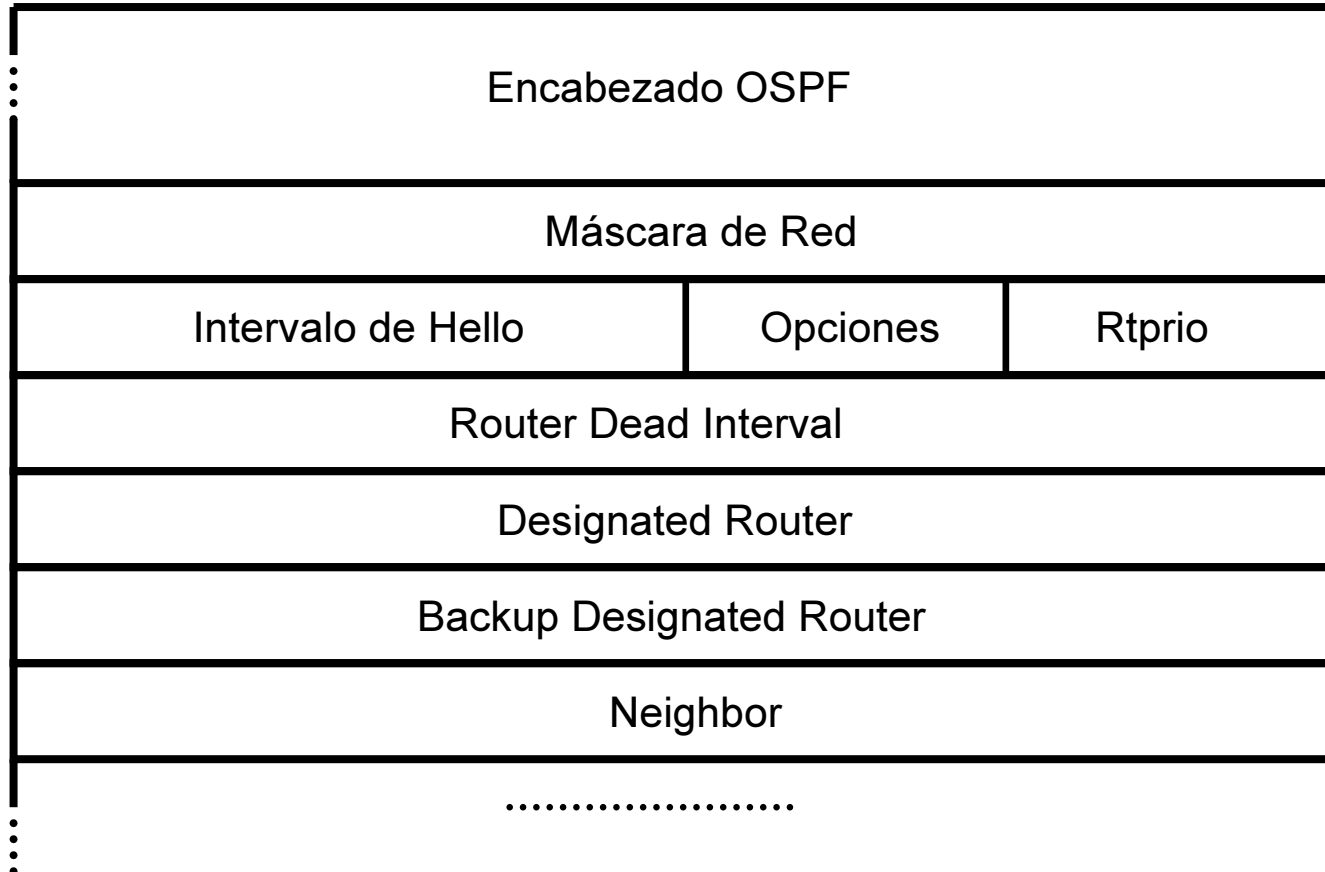 Encabezado OSPF
Máscara de Red
Intervalo de Hello Opciones Rtprio
Router Dead Interval
Designated Router
Backup Designated Router
Neighbor
......................